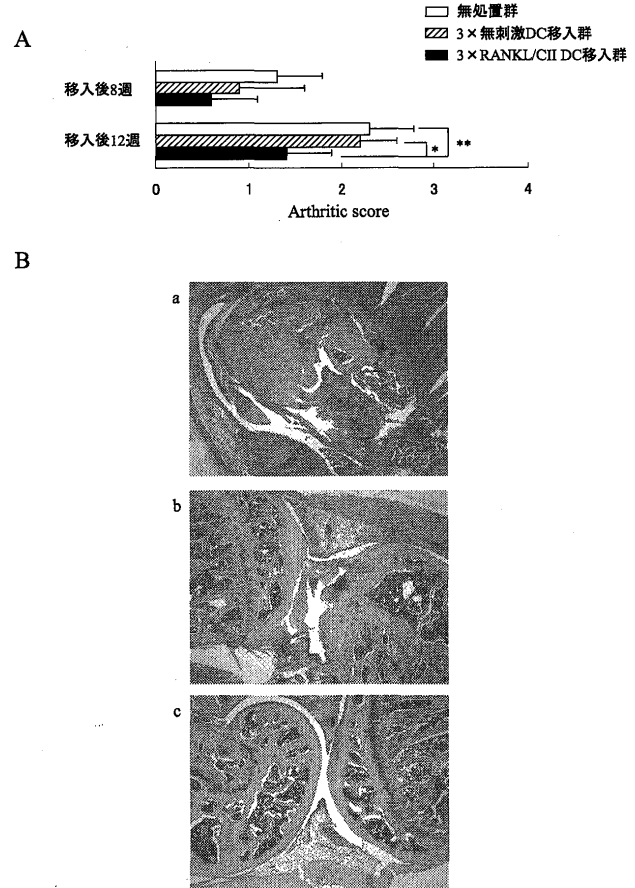 A
無処置群
3×無刺激DC移入群
3×RANKL/CII DC移入群
移入後8週
移入後12週
**
*
0 1 2 3 4
Arthritic score
B
a
b
c